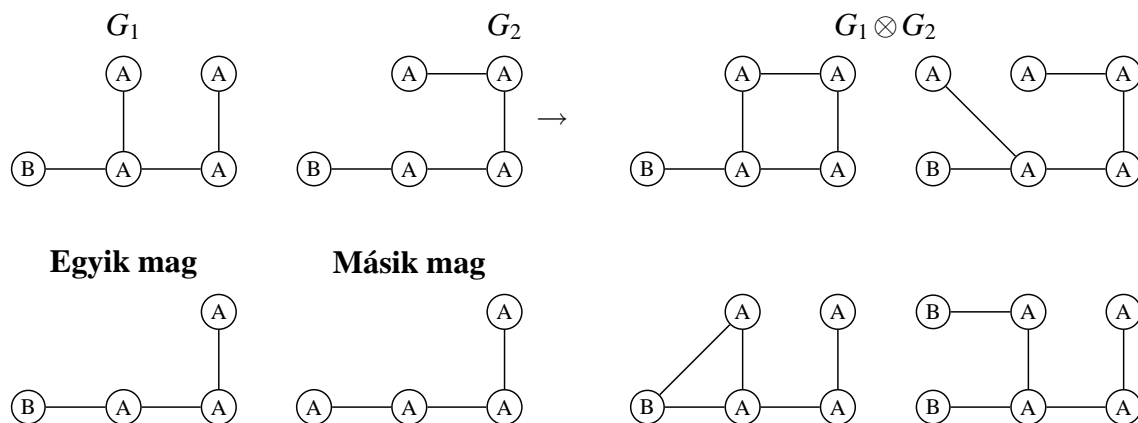 G₁ G₂ G₁ ⊗ G₂
A A A A A A A A A
→
B A A B A A B A A B A A
Egyik mag Másik mag
A A A A B A A
B A A A A A B A A B A A